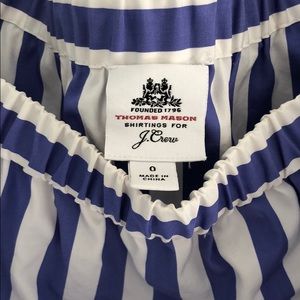 FOUNDED 1796
THOMAS MASON
SHIRTINGS FOR
J.Crew
0
MADE IN
CHINA